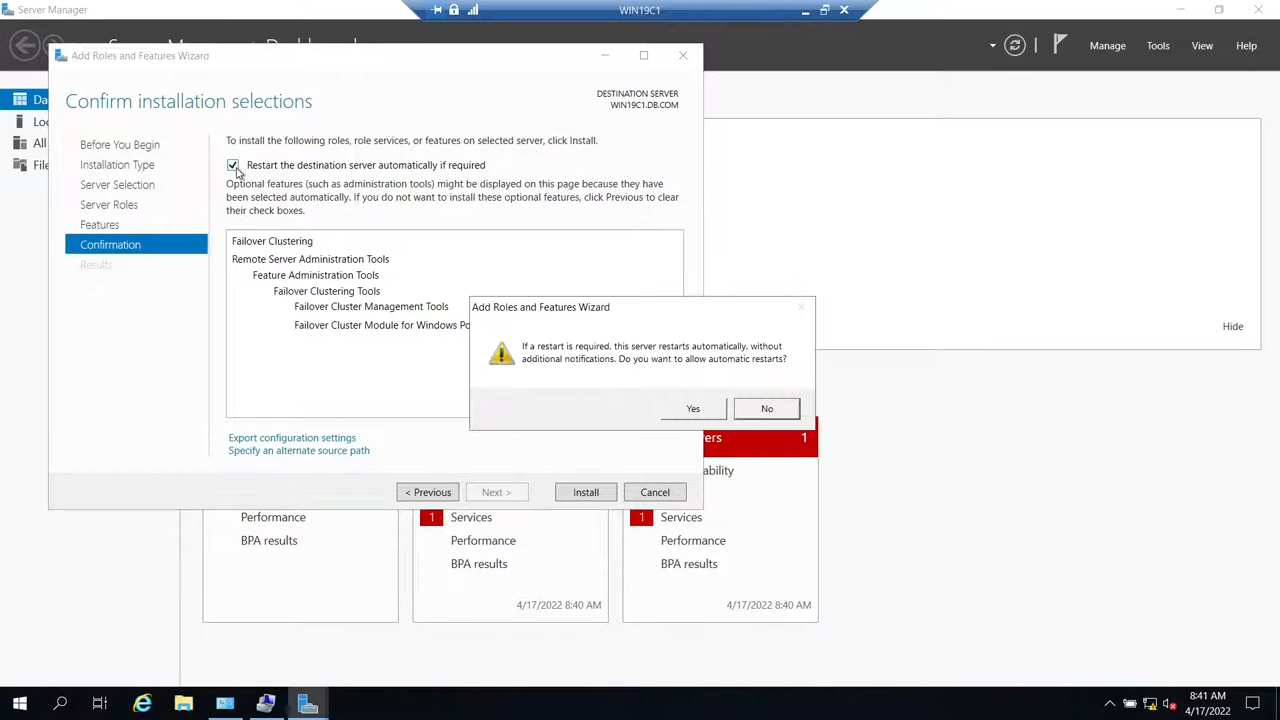 Server Manager
WIN19C1
Manage
Tools
View
Help
Add Roles and Features Wizard
Confirm installation selections
DESTINATION SERVER
WIN19C1.DB.COM
Before You Begin
Installation Type
Server Selection
Server Roles
Features
Confirmation
Results
To install the following roles, role services, or features on selected server, click Install.
Restart the destination server automatically if required
Optional features (such as administration tools) might be displayed on this page because they have
been selected automatically. If you do not want to install these optional features, click Previous to clear
their check boxes.
Failover Clustering
Remote Server Administration Tools
Feature Administration Tools
Failover Clustering Tools
Failover Cluster Management Tools
Failover Cluster Module for Windows Po
Add Roles and Features Wizard
If a restart is required, this server restarts automatically, without
additional notifications. Do you want to allow automatic restarts?
Yes
No
Hide
Export configuration settings
Specify an alternate source path
< Previous
Next >
Install
Cancel
Da
Loc
All
File
vers
1
ability
Performance
BPA results
1
Services
Performance
BPA results
4/17/2022 8:40 AM
1
Services
Performance
BPA results
4/17/2022 8:40 AM
8:41 AM
4/17/2022